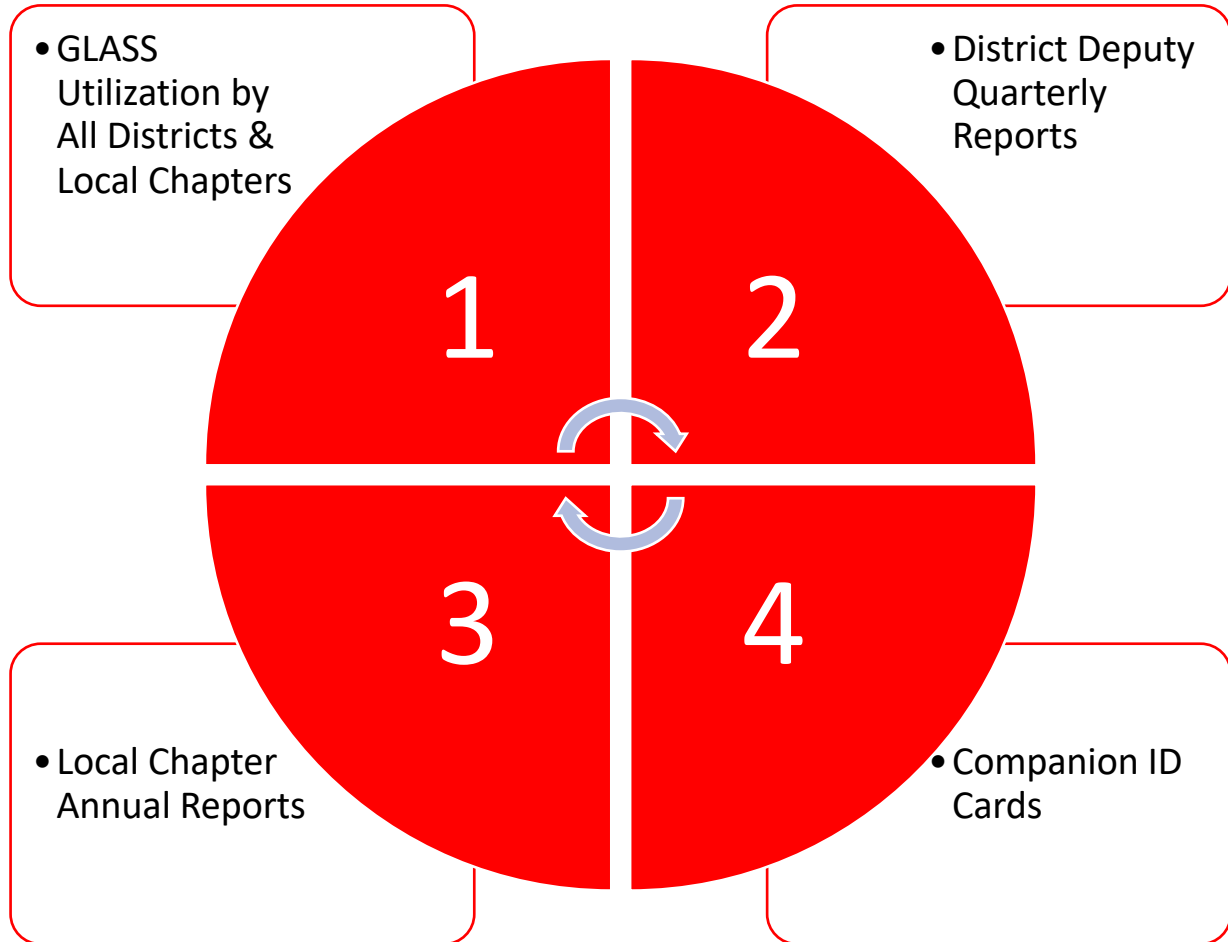 • GLASS
Utilization by
All Districts &
Local Chapters
1
• District Deputy
Quarterly
Reports
2
• Local Chapter
Annual Reports
3
• Companion ID
Cards
4